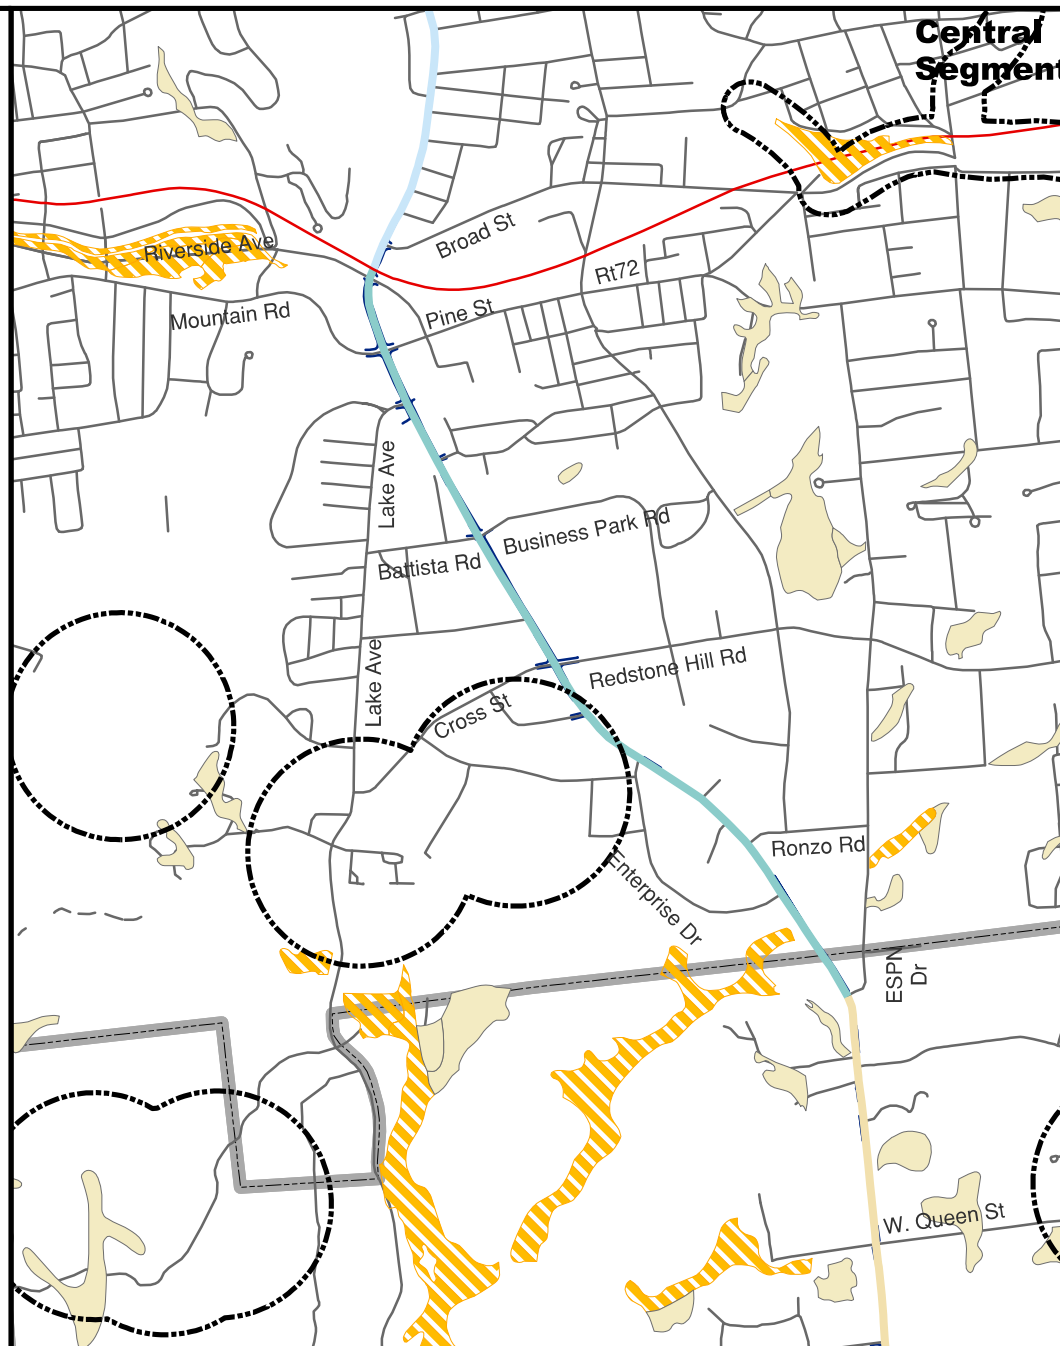 Central
Segment
Broad St
Riverside Ave
Rt72
Mountain Rd
Pine St
Lake Ave
Business Park Rd
Battista Rd
Lake Ave
Redstone Hill Rd
Cross St
Ronzo Rd
Enterprise Dr
ESPN
Dr
W. Queen St